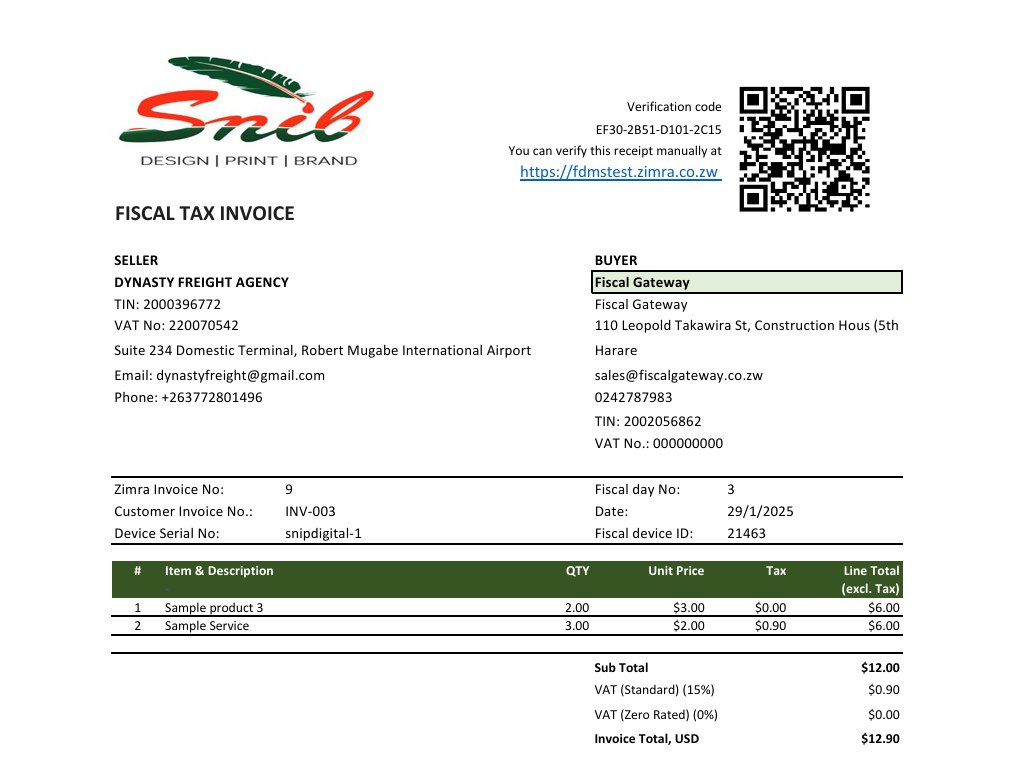 Snib
DESIGN | PRINT | BRAND
Verification code
EF30-2B51-D101-2C15
You can verify this receipt manually at
https://fdmstest.zimra.co.zw
FISCAL TAX INVOICE
SELLER
DYNASTY FREIGHT AGENCY
TIN: 2000396772
VAT No: 220070542
Suite 234 Domestic Terminal, Robert Mugabe International Airport
Email: dynastyfreight@gmail.com
Phone: +263772801496
BUYER
Fiscal Gateway
Fiscal Gateway
110 Leopold Takawira St, Construction Hous (5th
Harare
sales@fiscalgateway.co.zw
0242787983
TIN: 2002056862
VAT No.: 000000000
Zimra Invoice No: 9 Fiscal day No: 3
Customer Invoice No.: INV-003 Date: 29/1/2025
Device Serial No: snipdigital-1 Fiscal device ID: 21463
# Item & Description QTY Unit Price Tax Line Total
(excl. Tax)
1 Sample product 3 2.00 $3.00 $0.00 $6.00
2 Sample Service 3.00 $2.00 $0.90 $6.00
Sub Total $12.00
VAT (Standard) (15%) $0.90
VAT (Zero Rated) (0%) $0.00
Invoice Total, USD $12.90